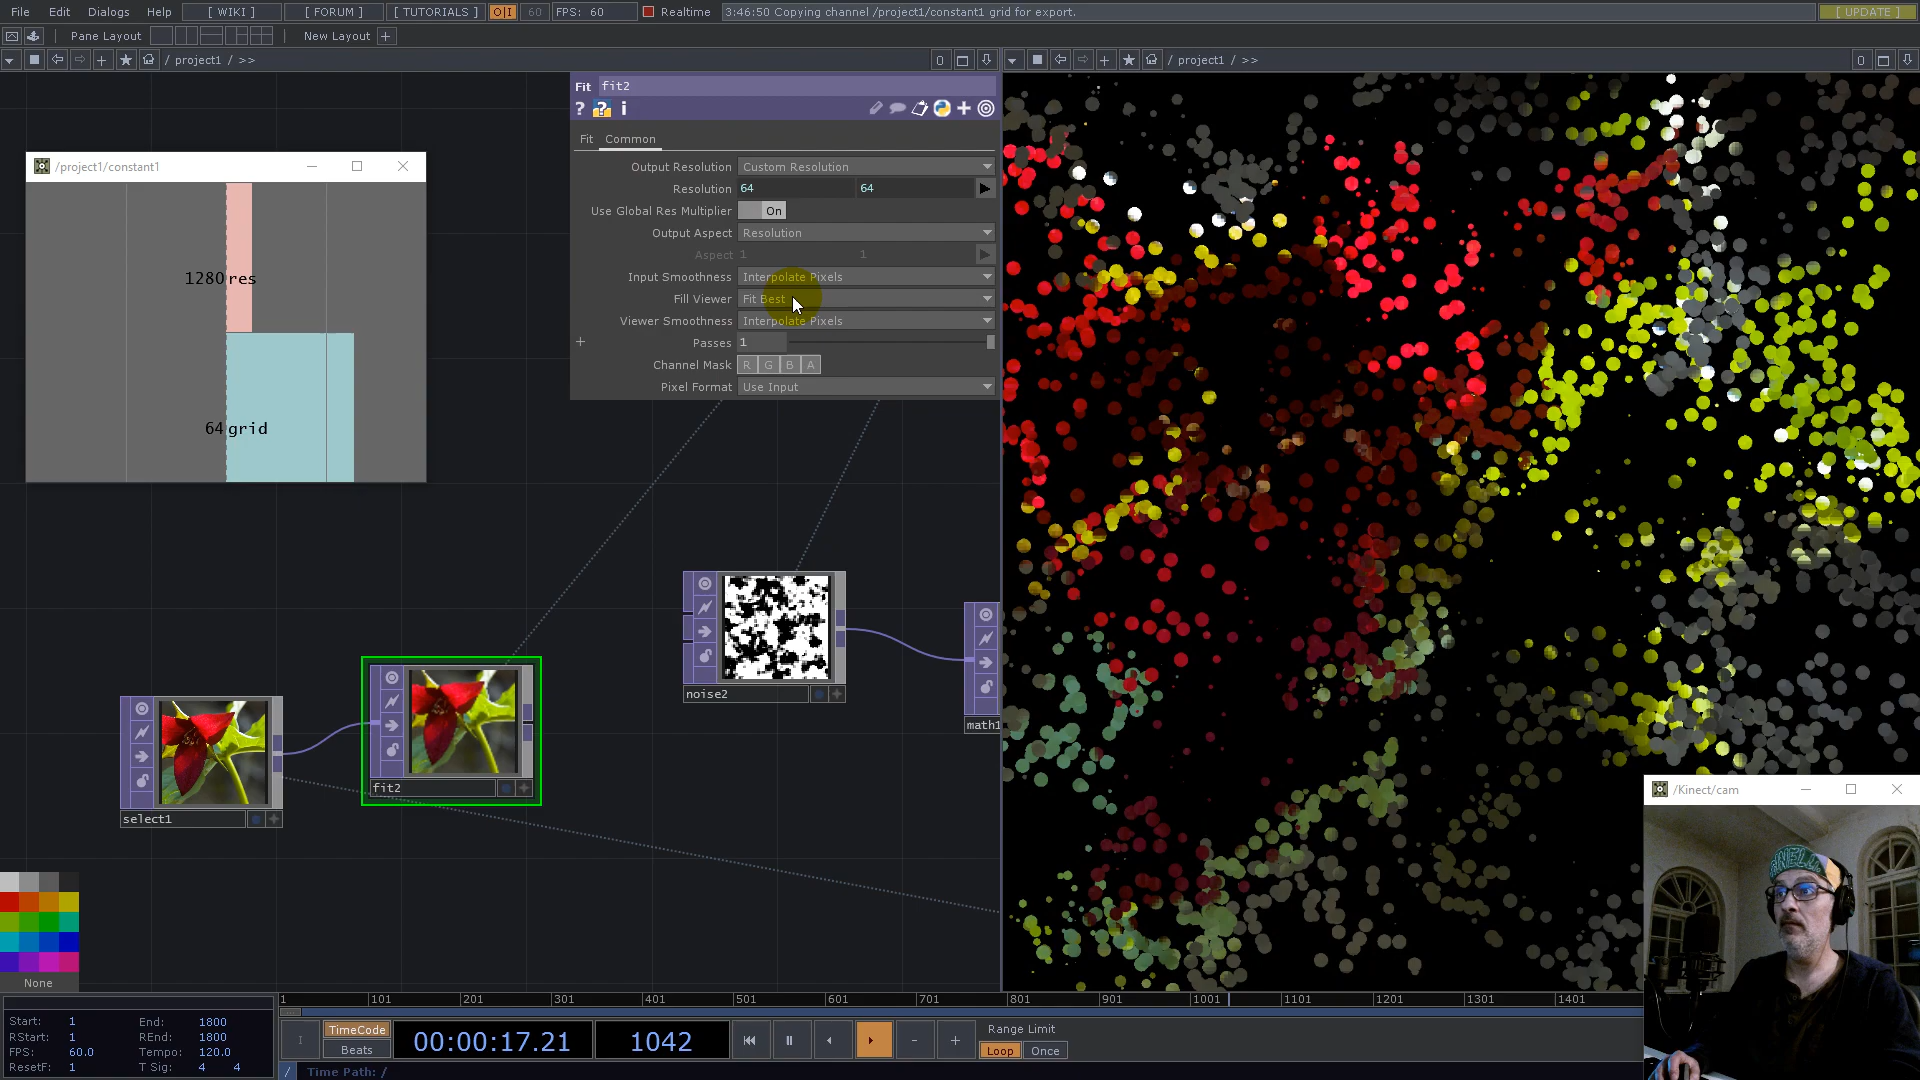 File Edit Dialogs Help [ WIKI ] [ FORUM ] [ TUTORIALS ] O|I 60 FPS: 60 Realtime 3:46:50 Copying channel /project1/constant1 grid for export. [ UPDATE ]
Pane Layout New Layout +
/ project1 / >> 0 / project1 / >> 0
Fit fit2
? ? i
Fit Common
Output Resolution Custom Resolution
Resolution 64 64
Use Global Res Multiplier On
Output Aspect Resolution
Aspect 1 1
Input Smoothness Interpolate Pixels
Fill Viewer Fit Best
Viewer Smoothness Interpolate Pixels
+ Passes 1
Channel Mask R G B A
Pixel Format Use Input
/project1/constant1
1280 res
64 grid
noise2
math1
fit2
select1
/Kinect/cam
None
1 101 201 301 401 501 601 701 801 901 1001 1101 1201 1301 1401
Start: 1 End: 1800
RStart: 1 REnd: 1800
FPS: 60.0 Tempo: 120.0
ResetF: 1 T Sig: 4 4
TimeCode
Beats
00:00:17.21
1042
Range Limit
Loop Once
/ Time Path: /